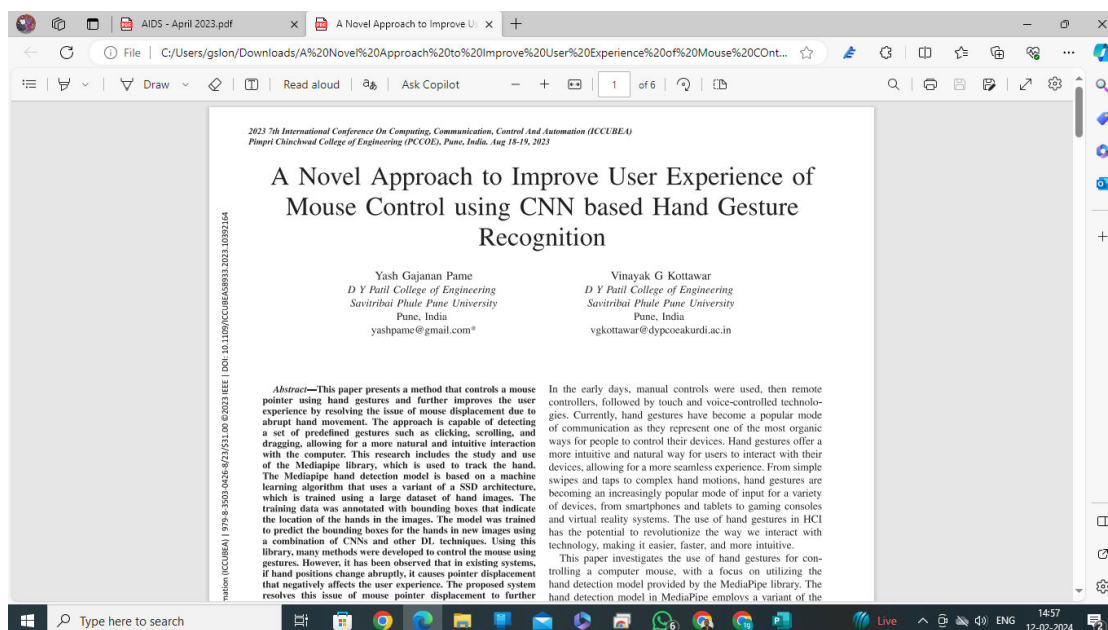 AIDS - April 2023.pdf
A Novel Approach to Improve Us
File
C:/Users/gslon/Downloads/A%20Novel%20Approach%20to%20Improve%20User%20Experience%20of%20Mouse%20COnt...
Draw
Read aloud
Ask Copilot
1
of 6
2023 7th International Conference On Computing, Communication, Control And Automation (ICCUBEA)
Pimpri Chinchwad College of Engineering (PCCOE), Pune, India. Aug 18-19, 2023
A Novel Approach to Improve User Experience of
Mouse Control using CNN based Hand Gesture
Recognition
Yash Gajanan Pame
D Y Patil College of Engineering
Savitribai Phule Pune University
Pune, India
yashpame@gmail.com*
Vinayak G Kottawar
D Y Patil College of Engineering
Savitribai Phule Pune University
Pune, India
vgkottawar@dypcoeakurdi.ac.in
mation (ICCUBEA) | 979-8-3503-0426-8/23/$31.00 ©2023 IEEE | DOI: 10.1109/ICCUBEA58933.2023.10392164
Abstract—This paper presents a method that controls a mouse
pointer using hand gestures and further improves the user
experience by resolving the issue of mouse displacement due to
abrupt hand movement. The approach is capable of detecting
a set of predefined gestures such as clicking, scrolling, and
dragging, allowing for a more natural and intuitive interaction
with the computer. This research includes the study and use
of the Mediapipe library, which is used to track the hand.
The Mediapipe hand detection model is based on a machine
learning algorithm that uses a variant of a SSD architecture,
which is trained using a large dataset of hand images. The
training data was annotated with bounding boxes that indicate
the location of the hands in the images. The model was trained
to predict the bounding boxes for the hands in new images using
a combination of CNNs and other DL techniques. Using this
library, many methods were developed to control the mouse using
gestures. However, it has been observed that in existing systems,
if hand positions change abruptly, it causes pointer displacement
that negatively affects the user experience. The proposed system
resolves this issue of mouse pointer displacement to further
In the early days, manual controls were used, then remote
controllers, followed by touch and voice-controlled technolo-
gies. Currently, hand gestures have become a popular mode
of communication as they represent one of the most organic
ways for people to control their devices. Hand gestures offer a
more intuitive and natural way for users to interact with their
devices, allowing for a more seamless experience. From simple
swipes and taps to complex hand motions, hand gestures are
becoming an increasingly popular mode of input for a variety
of devices, from smartphones and tablets to gaming consoles
and virtual reality systems. The use of hand gestures in HCI
has the potential to revolutionize the way we interact with
technology, making it easier, faster, and more intuitive.
This paper investigates the use of hand gestures for con-
trolling a computer mouse, with a focus on utilizing the
hand detection model provided by the MediaPipe library. The
hand detection model in MediaPipe employs a variant of the
Type here to search
Live
ENG
14:57
12-02-2024